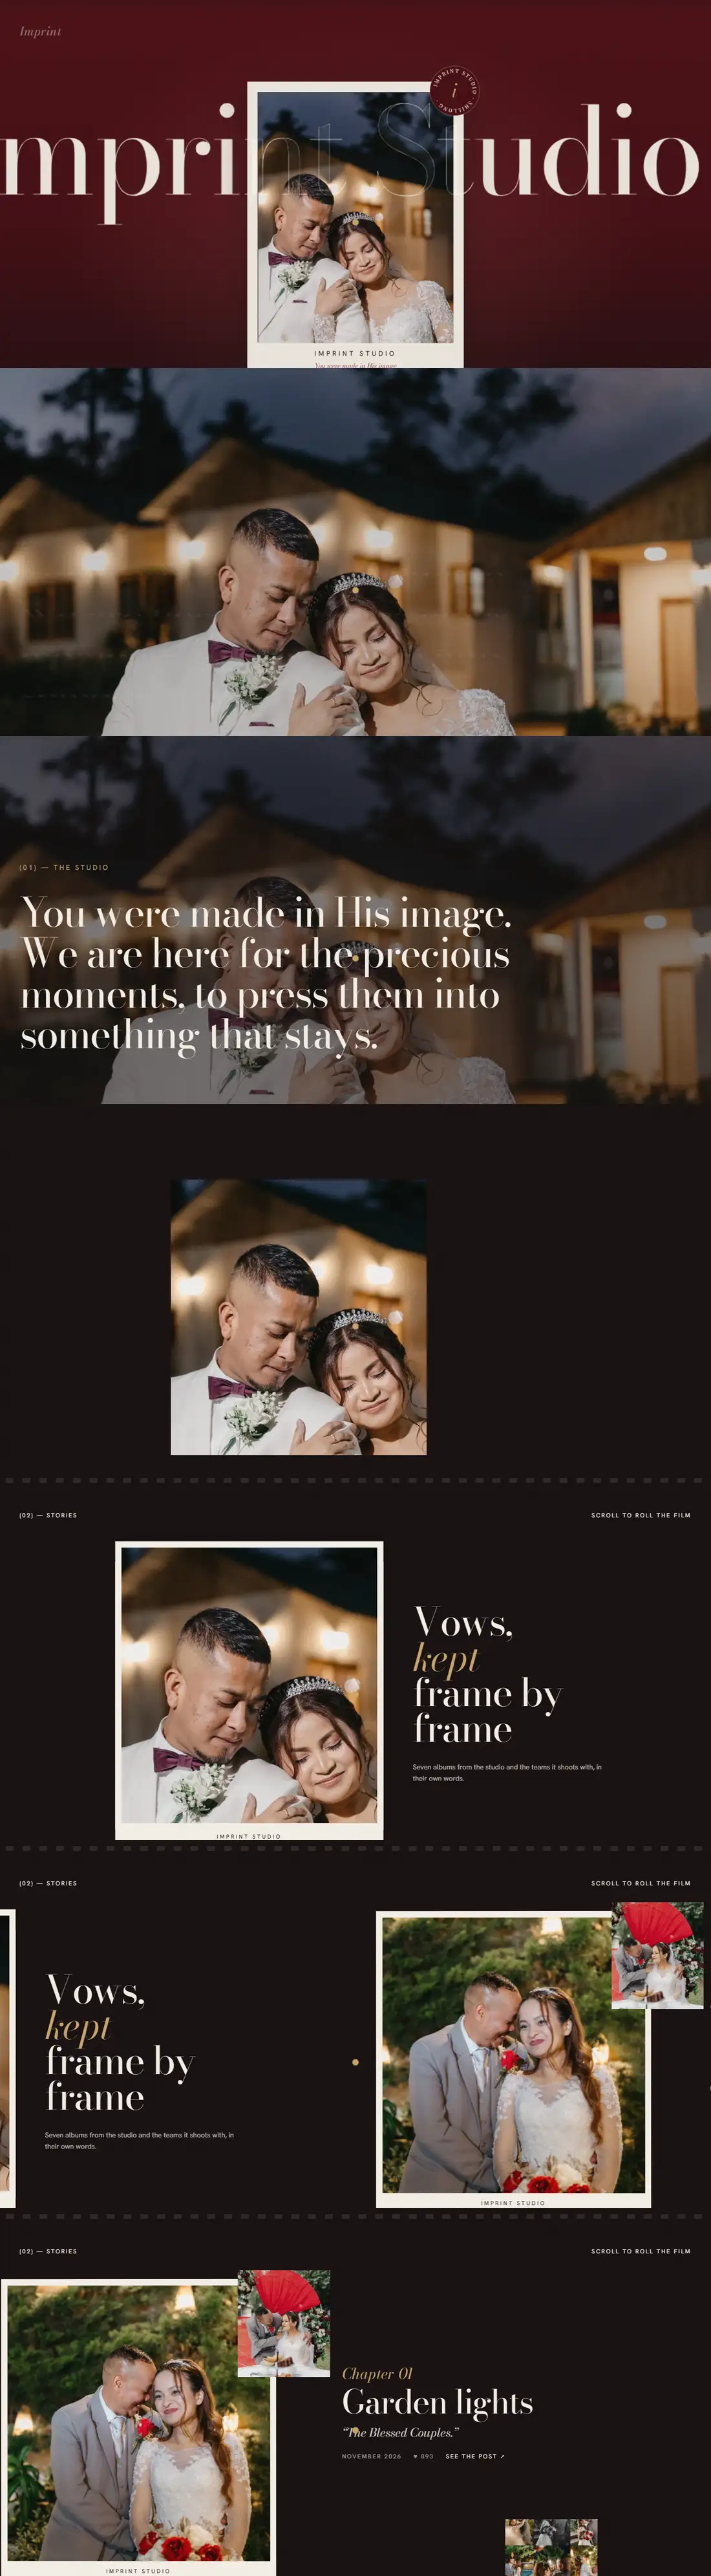 Imprint
IMPRINT STUDIO · SHILLONG ·
i
Imprint Studio
IMPRINT STUDIO
You were made in His image
(01) — THE STUDIO
You were made in His image.
We are here for the precious
moments, to press them into
something that stays.
(02) — STORIES
SCROLL TO ROLL THE FILM
Vows,
kept
frame by
frame
Seven albums from the studio and the teams it shoots with, in
their own words.
IMPRINT STUDIO
(02) — STORIES
SCROLL TO ROLL THE FILM
Vows,
kept
frame by
frame
Seven albums from the studio and the teams it shoots with, in
their own words.
IMPRINT STUDIO
(02) — STORIES
SCROLL TO ROLL THE FILM
Chapter 01
Garden lights
“The Blessed Couples.”
NOVEMBER 2026 ♥ 893 SEE THE POST ↗
IMPRINT STUDIO